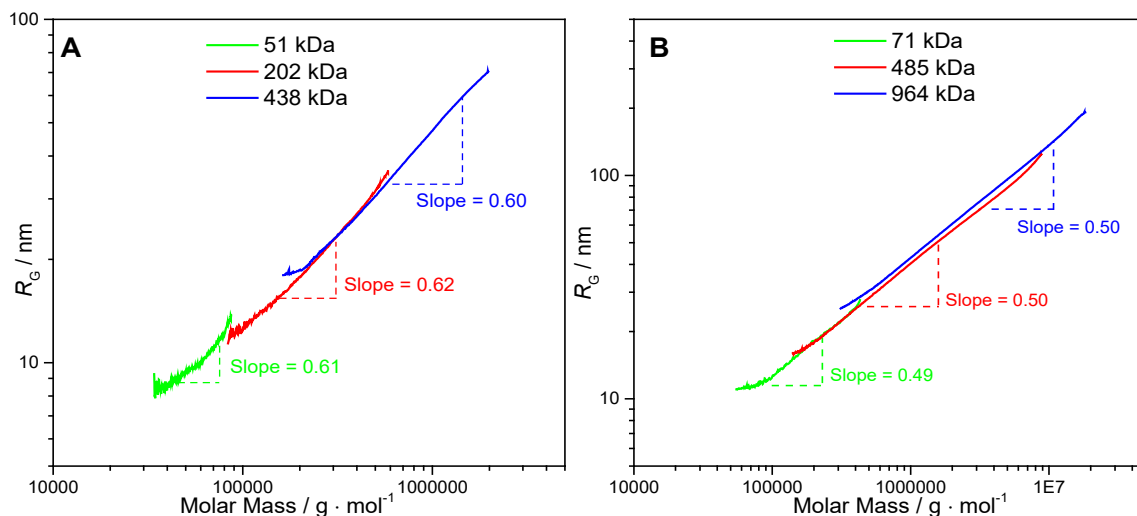 A
51 kDa
202 kDa
438 kDa
100
10
R_G / nm
Slope = 0.60
Slope = 0.62
Slope = 0.61
10000
100000
1000000
Molar Mass / g · mol⁻¹
B
71 kDa
485 kDa
964 kDa
100
10
R_G / nm
Slope = 0.50
Slope = 0.50
Slope = 0.49
10000
100000
1000000
1E7
Molar Mass / g · mol⁻¹